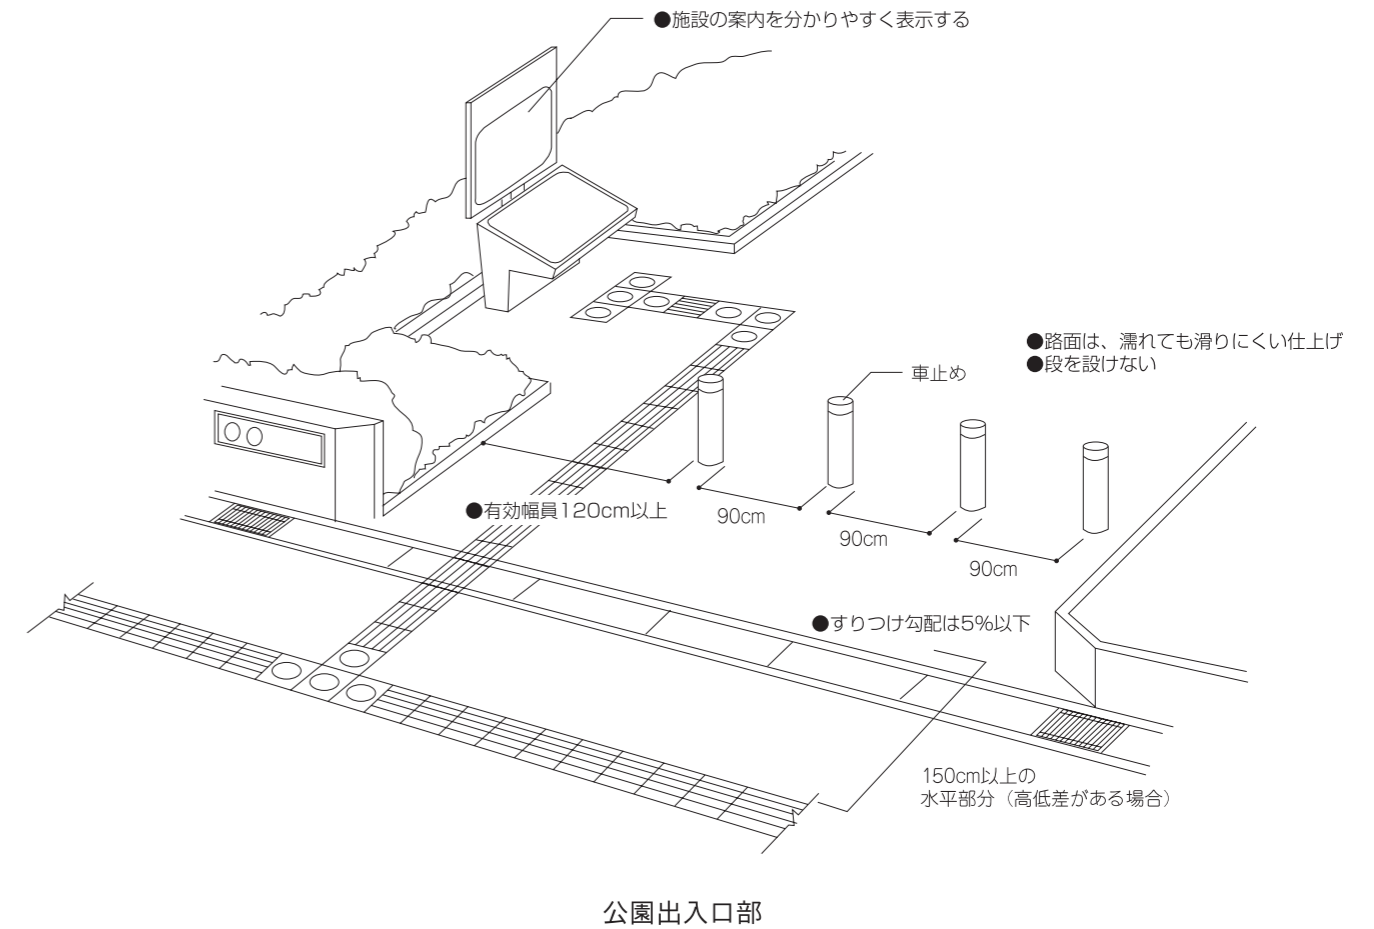 ●施設の案内を分かりやすく表示する
●路面は、濡れても滑りにくい仕上げ
●段を設けない
車止め
●有効幅員120cm以上
90cm
90cm
90cm
●すりつけ勾配は5%以下
150cm以上の
水平部分（高低差がある場合）
公園出入口部